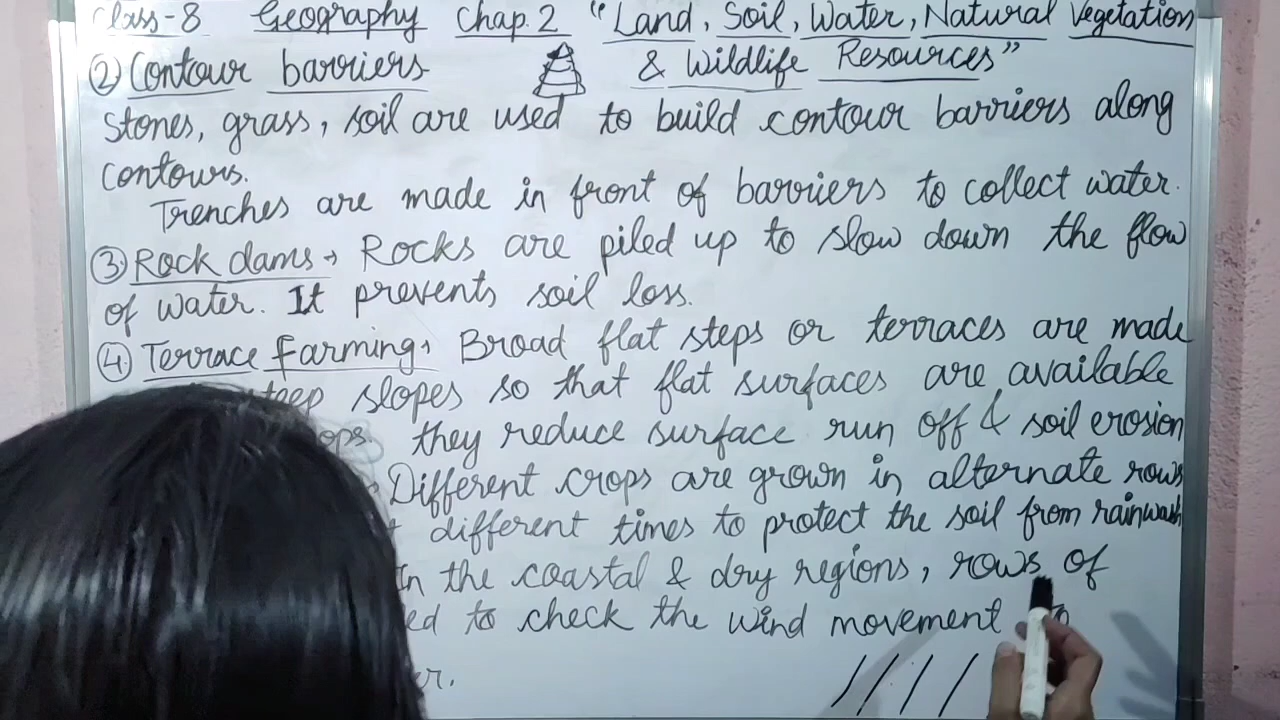 Class-8 Geography Chap.2 "Land, Soil, Water, Natural Vegetation
& Wildlife Resources"
② Contour barriers
Stones, grass, soil are used to build contour barriers along
contours.
Trenches are made in front of barriers to collect water.
③ Rock dams → Rocks are piled up to slow down the flow
of water. It prevents soil loss.
④ Terrace farming → Broad flat steps or terraces are made
slopes so that flat surfaces are available
they reduce surface run off & soil erosion
Different crops are grown in alternate rows
different times to protect the soil from rainwash
In the coastal & dry regions, rows of
to check the wind movement to